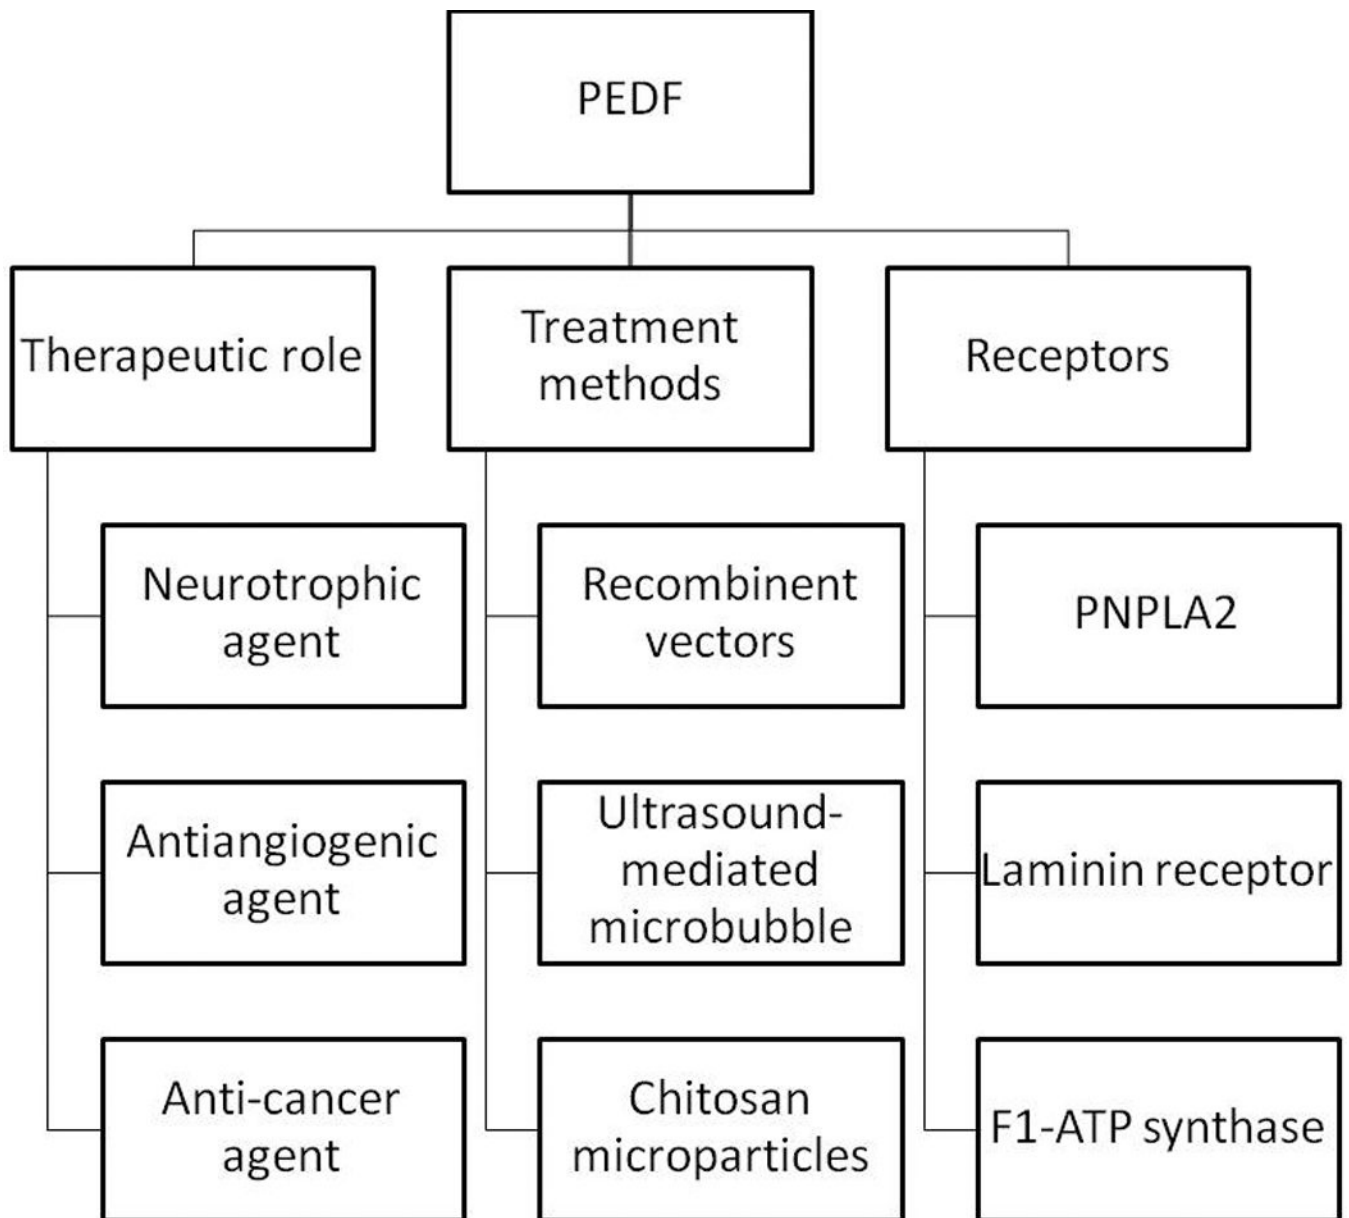 PEDF
Therapeutic role
Treatment
methods
Receptors
Neurotrophic
agent
Recombinent
vectors
PNPLA2
Antiangiogenic
agent
Ultrasound-
mediated
microbubble
Laminin receptor
Anti-cancer
agent
Chitosan
microparticles
F1-ATP synthase